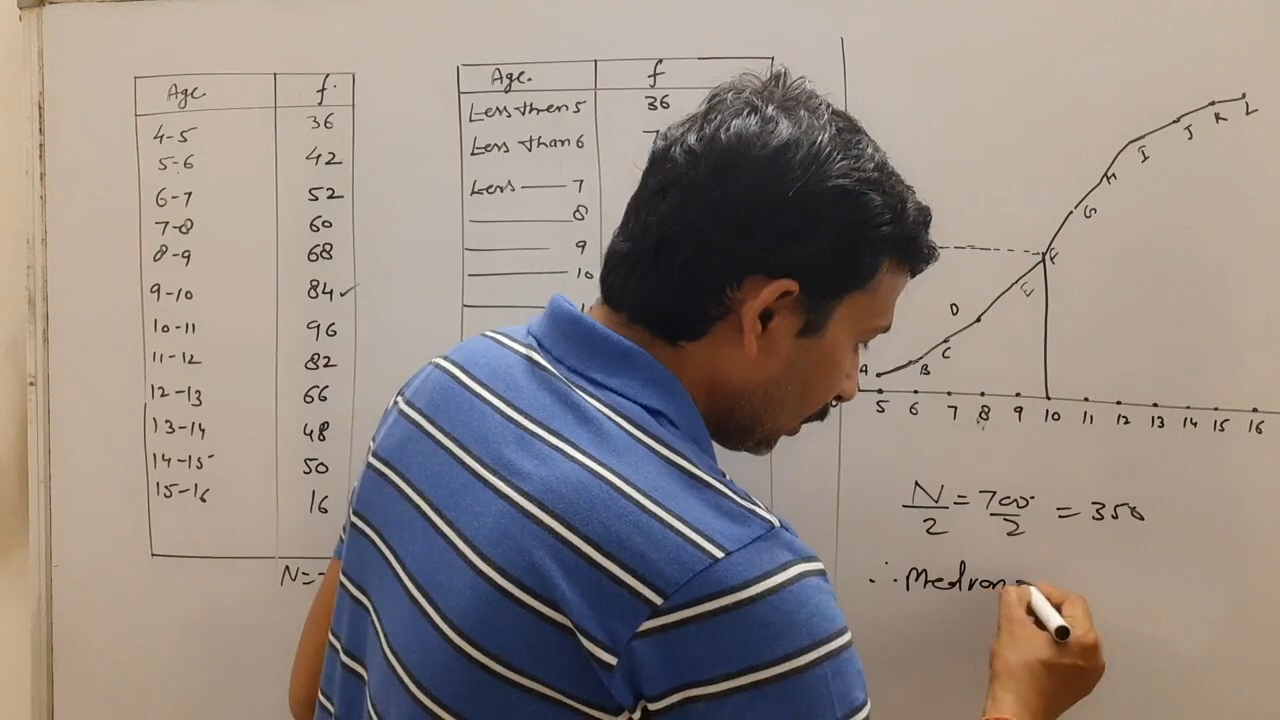 Age. f.
4-5 36
5-6 42
6-7 52
7-8 60
8-9 68
9-10 84✓
10-11 96
11-12 82
12-13 66
13-14 48
14-15 50
15-16 16
N=
Age. f
Less then 5 36
Less than 6 7
Less — 7
— 8
— 9
— 10
A B C D E F G H I J K L
5 6 7 8 9 10 11 12 13 14 15 16
N/2 = 700/2 = 350
∴ Median =